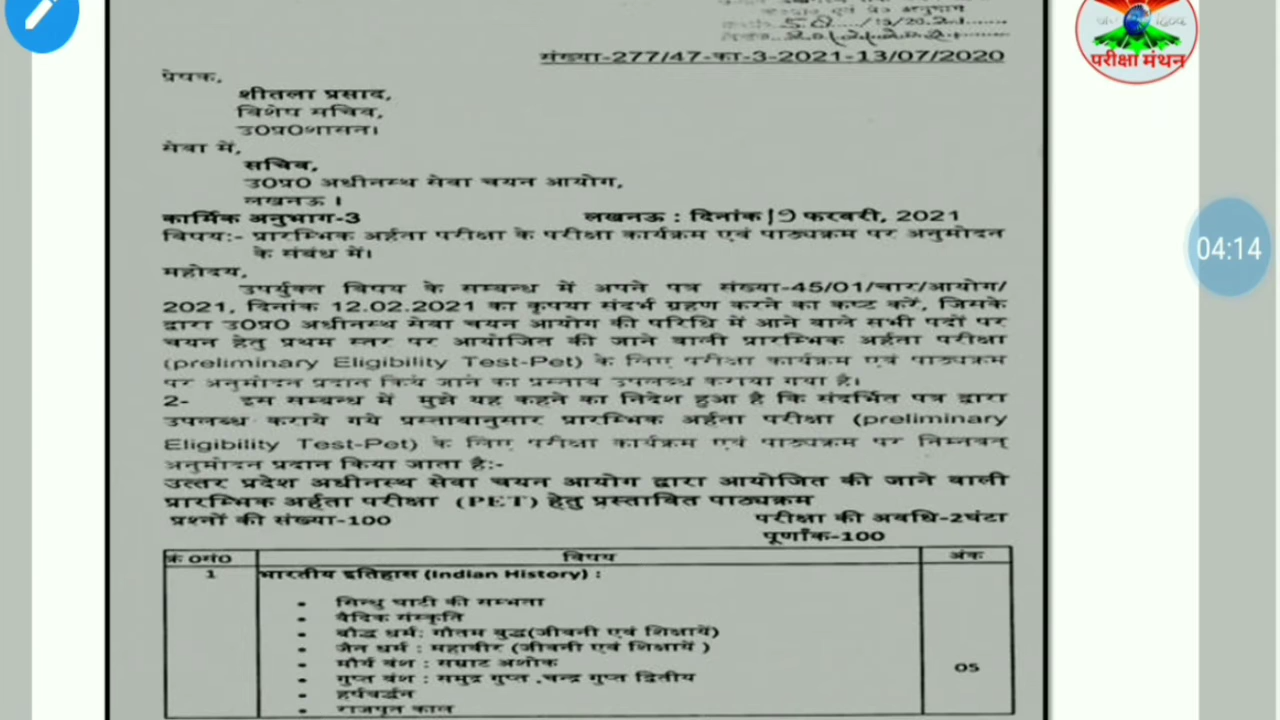 परीक्षा मंथन
संख्या-277/47-का-3-2021-13/07/2020
प्रेषक,
शीतला प्रसाद,
विशेष सचिव,
उ0प्र0शासन।
सेवा में,
सचिव,
उ0प्र0 अधीनस्थ सेवा चयन आयोग,
लखनऊ ।
कार्मिक अनुभाग-3 लखनऊ : दिनांक 19 फरवरी, 2021
विषय:- प्रारम्भिक अर्हता परीक्षा के परीक्षा कार्यक्रम एवं पाठ्यक्रम पर अनुमोदन
के संबंध में।
महोदय,
उपर्युक्त विषय के सम्बन्ध में अपने पत्र संख्या-45/01/चार/आयोग/
2021, दिनांक 12.02.2021 का कृपया संदर्भ ग्रहण करने का कष्ट करें, जिसके
द्वारा उ0प्र0 अधीनस्थ सेवा चयन आयोग की परिधि में आने वाले सभी पदों पर
चयन हेतु प्रथम स्तर पर आयोजित की जाने वाली प्रारम्भिक अर्हता परीक्षा
(preliminary Eligibility Test-Pet) के लिए परीक्षा कार्यक्रम एवं पाठ्यक्रम
पर अनुमोदन प्रदान किये जाने का प्रस्ताव उपलब्ध कराया गया है।
2- इस सम्बन्ध में मुझे यह कहने का निदेश हुआ है कि संदर्भित पत्र द्वारा
उपलब्ध कराये गये प्रस्तावानुसार प्रारम्भिक अर्हता परीक्षा (preliminary
Eligibility Test-Pet) के लिए परीक्षा कार्यक्रम एवं पाठ्यक्रम पर निम्नवत्
अनुमोदन प्रदान किया जाता है:-
उत्तर प्रदेश अधीनस्थ सेवा चयन आयोग द्वारा आयोजित की जाने वाली
प्रारम्भिक अर्हता परीक्षा (PET) हेतु प्रस्तावित पाठ्यक्रम
प्रश्नों की संख्या-100 परीक्षा की अवधि-2घंटा
पूर्णांक-100
क्र0सं0 विषय अंक
1 भारतीय इतिहास (Indian History) :
• सिन्धु घाटी की सभ्यता
• वैदिक संस्कृति
• बौद्ध धर्म: गौतम बुद्ध(जीवनी एवं शिक्षायें)
• जैन धर्म : महावीर (जीवनी एवं शिक्षायें )
• मौर्य वंश : सम्राट अशोक
• गुप्त वंश : समुद्र गुप्त .चन्द्र गुप्त द्वितीय
• हर्षवर्द्धन
• राजपूत काल
05
04:14